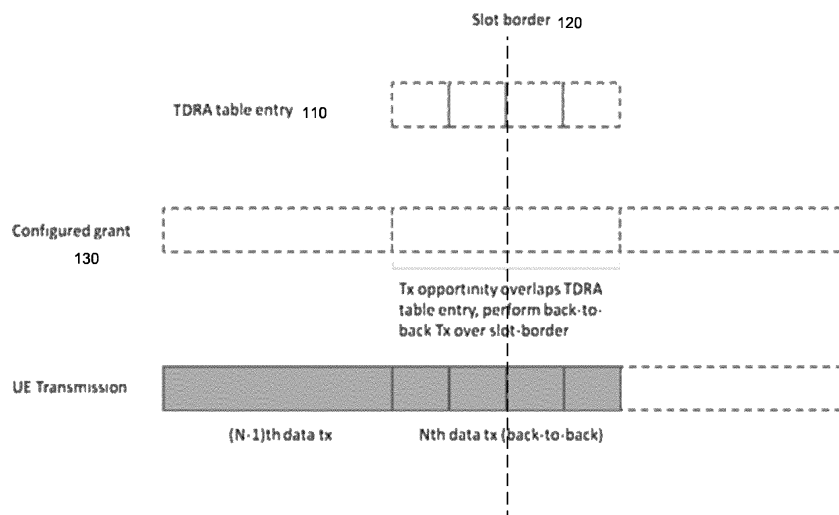 Slot border 120
TDRA table entry 110
Configured grant
130
Tx opportinity overlaps TDRA
table entry, perform back-to-
back Tx over slot-border
UE Transmission
(N-1)th data tx
Nth data tx (back-to-back)